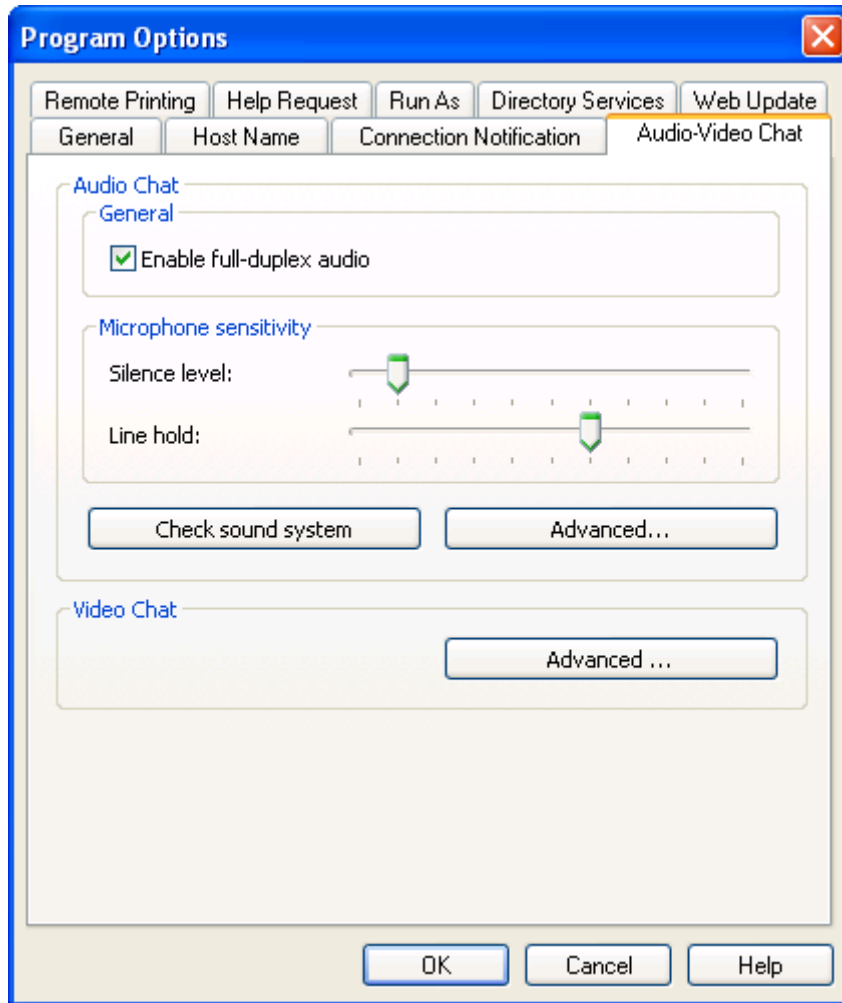 Program Options
Remote Printing Help Request Run As Directory Services Web Update
General Host Name Connection Notification Audio-Video Chat
Audio Chat
General
Enable full-duplex audio
Microphone sensitivity
Silence level:
Line hold:
Check sound system Advanced...
Video Chat
Advanced ...
OK Cancel Help